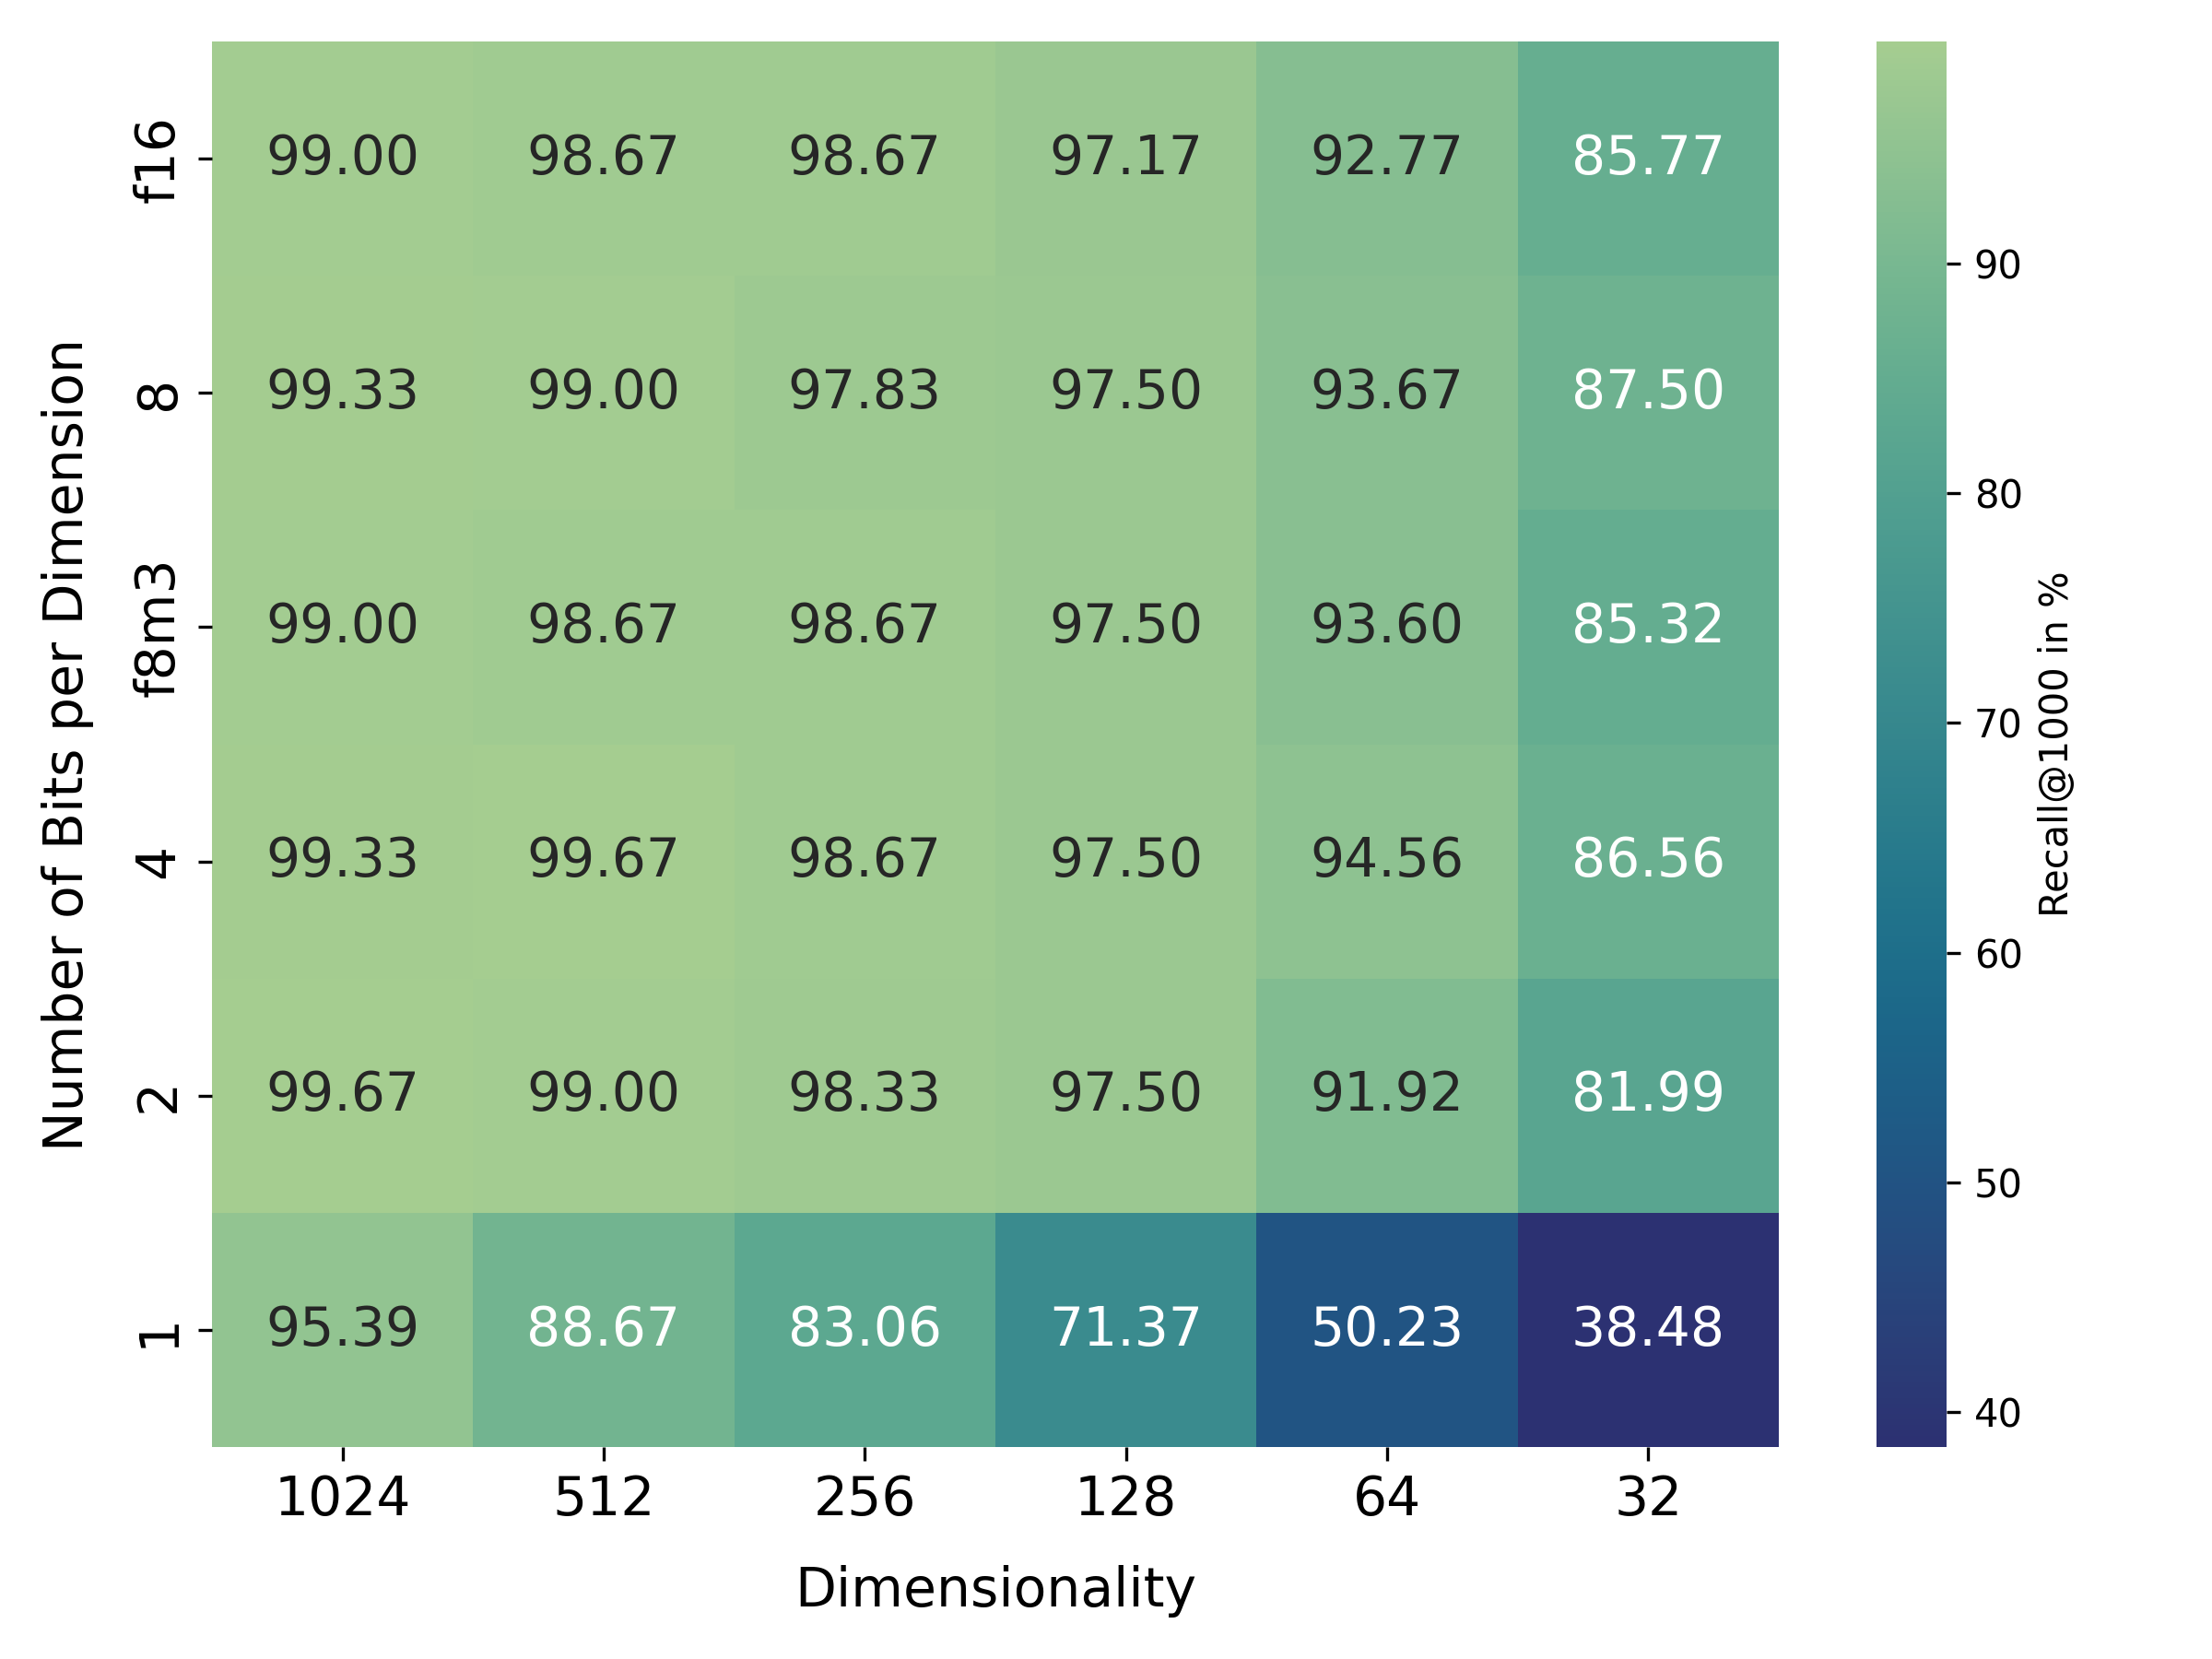 Number of Bits per Dimension
f16 99.00 98.67 98.67 97.17 92.77 85.77
8 99.33 99.00 97.83 97.50 93.67 87.50
f8m3 99.00 98.67 98.67 97.50 93.60 85.32
4 99.33 99.67 98.67 97.50 94.56 86.56
2 99.67 99.00 98.33 97.50 91.92 81.99
1 95.39 88.67 83.06 71.37 50.23 38.48
1024 512 256 128 64 32
Dimensionality
90
80
70
60
50
40
Recall@1000 in %